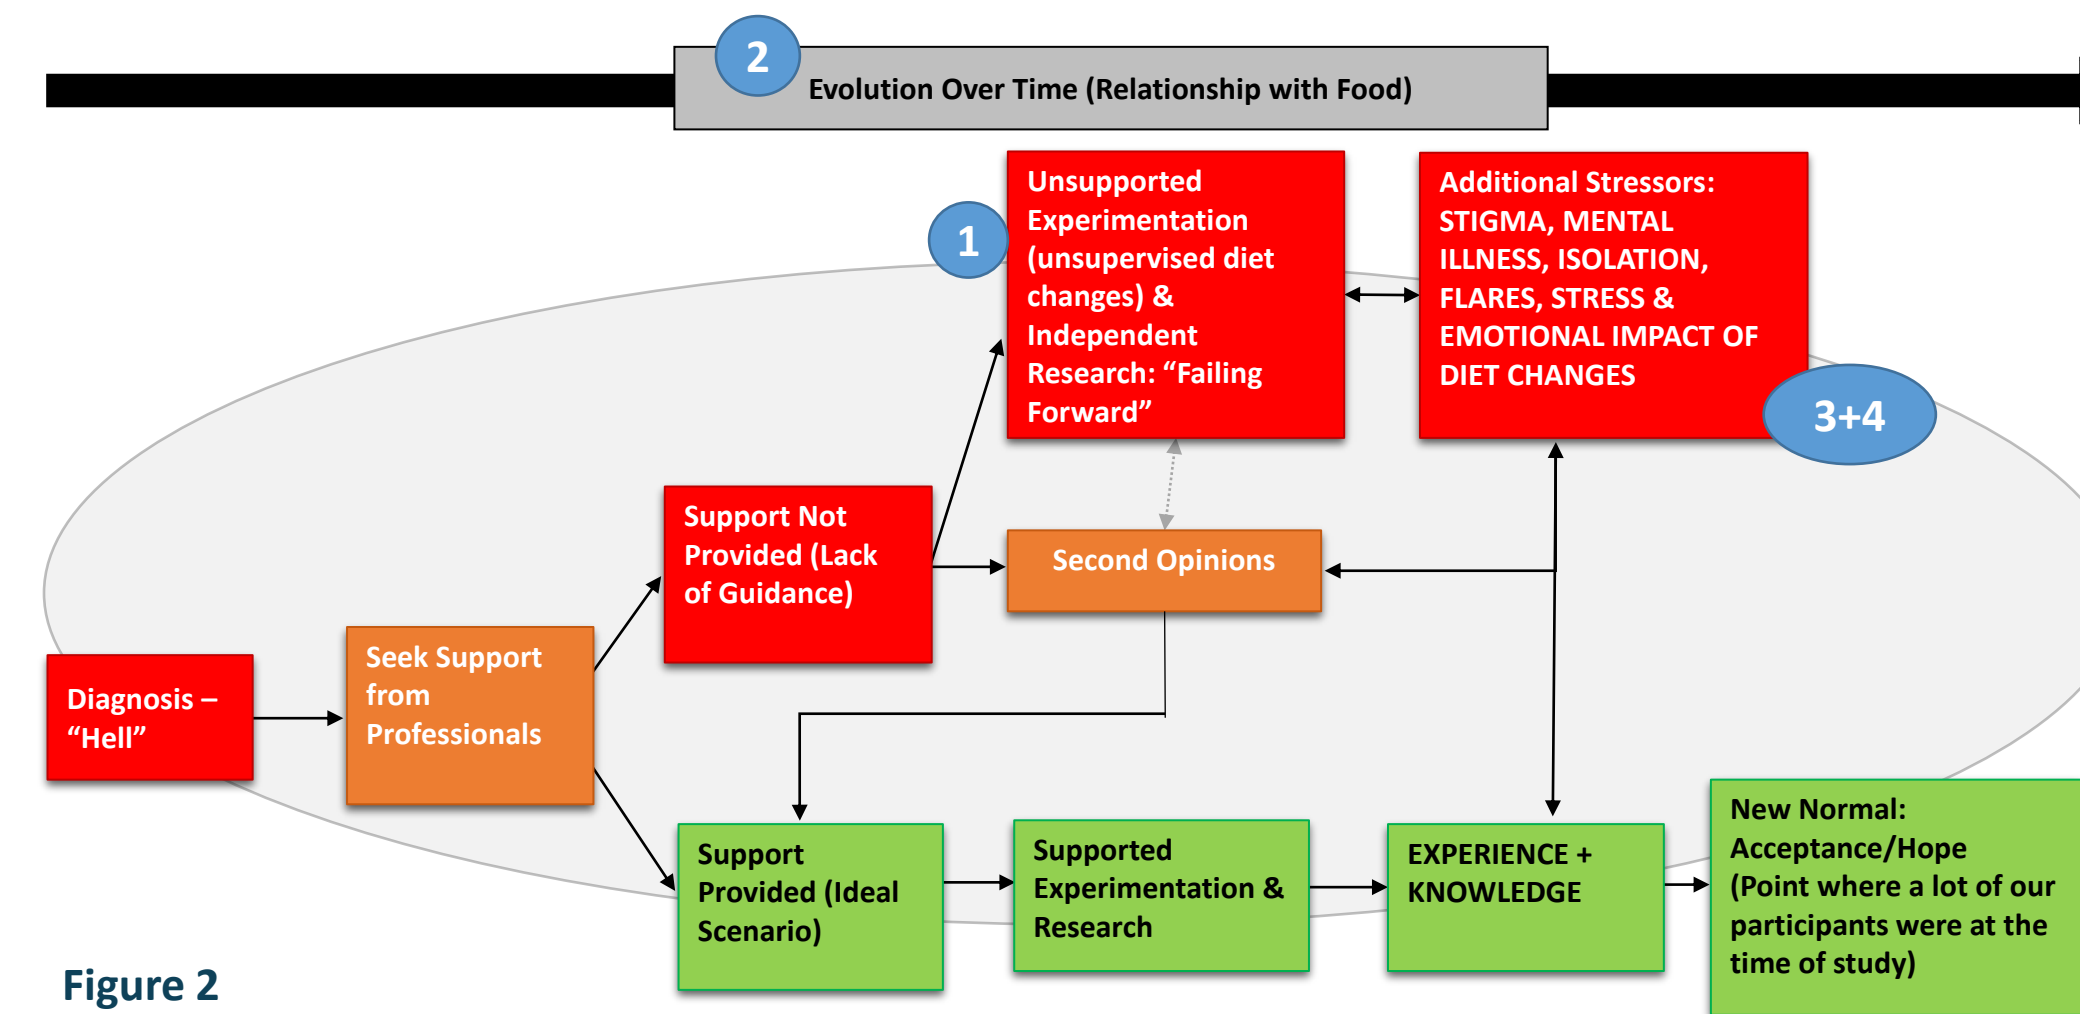 2
Evolution Over Time (Relationship with Food)
1
Unsupported
Experimentation
(unsupervised diet
changes) &
Independent
Research: “Failing
Forward”
Additional Stressors:
STIGMA, MENTAL
ILLNESS, ISOLATION,
FLARES, STRESS &
EMOTIONAL IMPACT OF
DIET CHANGES
3+4
Support Not
Provided (Lack
of Guidance)
Second Opinions
Seek Support
from
Professionals
Diagnosis –
“Hell”
Support
Provided (Ideal
Scenario)
Supported
Experimentation &
Research
EXPERIENCE +
KNOWLEDGE
New Normal:
Acceptance/Hope
(Point where a lot of our
participants were at the
time of study)
Figure 2